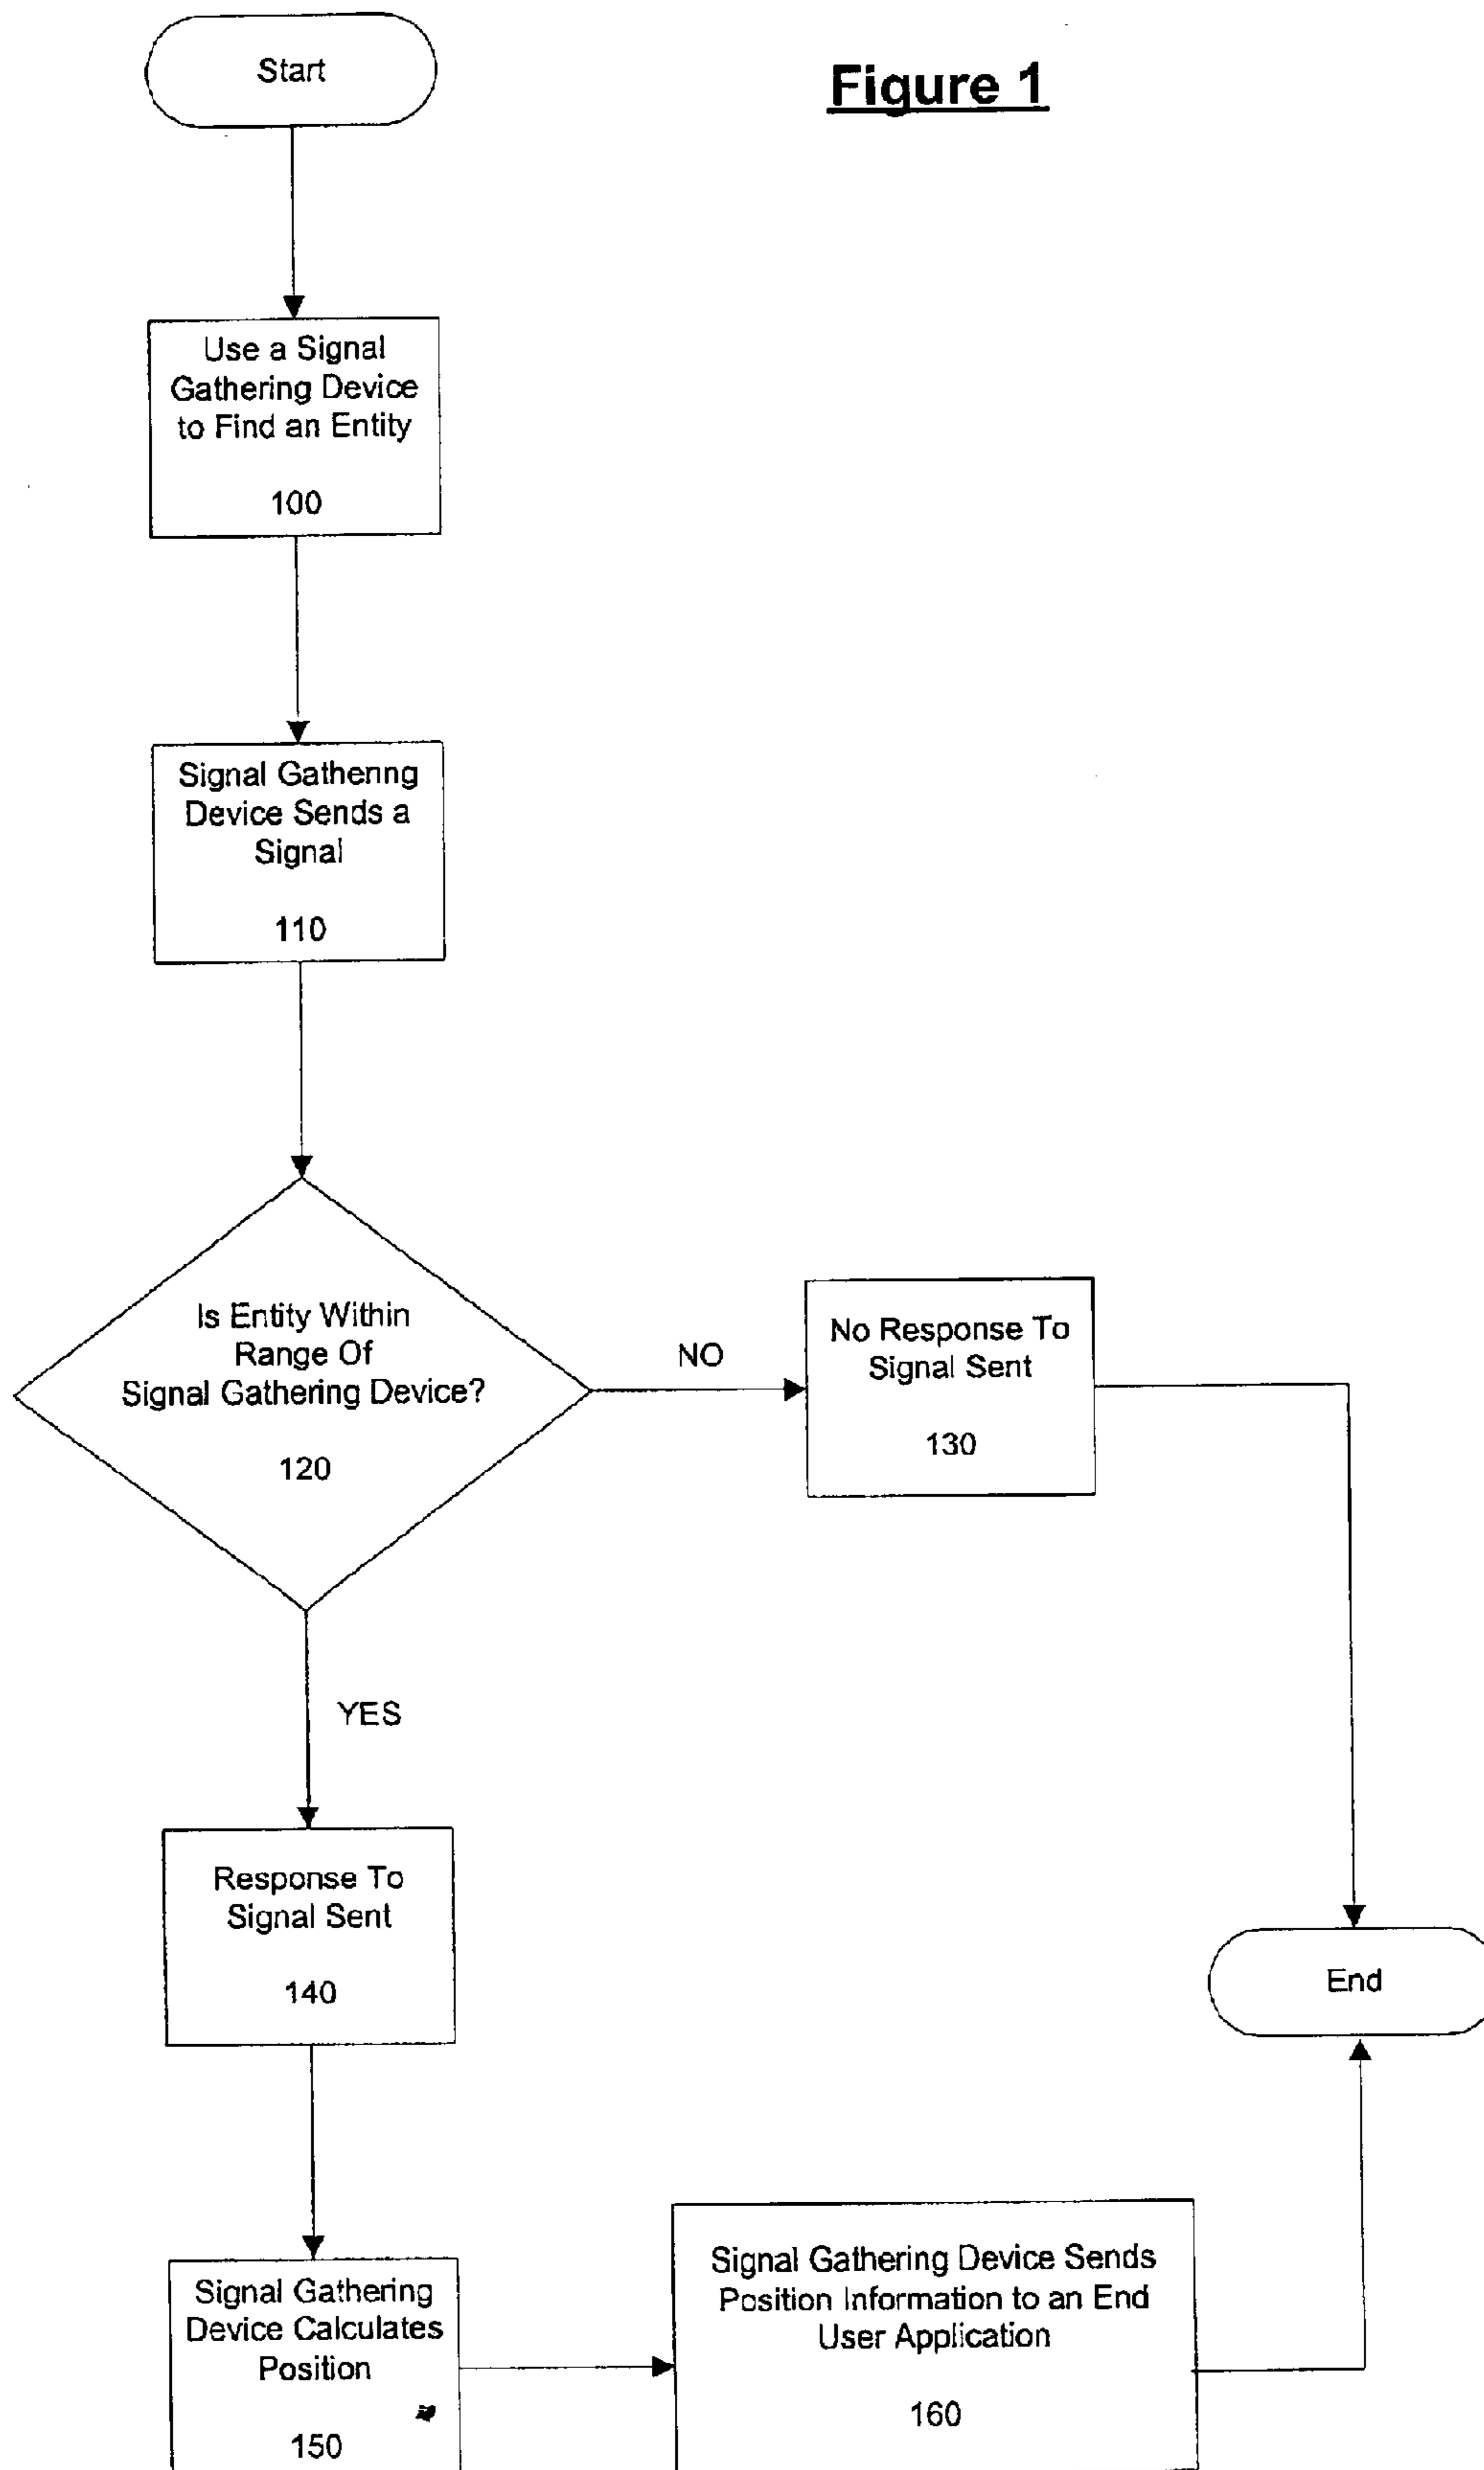 Start
Figure 1
Use a Signal
Gathering Device
to Find an Entity
100
Signal Gathering
Device Sends a
Signal
110
Is Entity Within
Range Of
Signal Gathering Device?
120
NO
No Response To
Signal Sent
130
YES
Response To
Signal Sent
140
End
Signal Gathering
Device Calculates
Position
150
Signal Gathering Device Sends
Position Information to an End
User Application
160